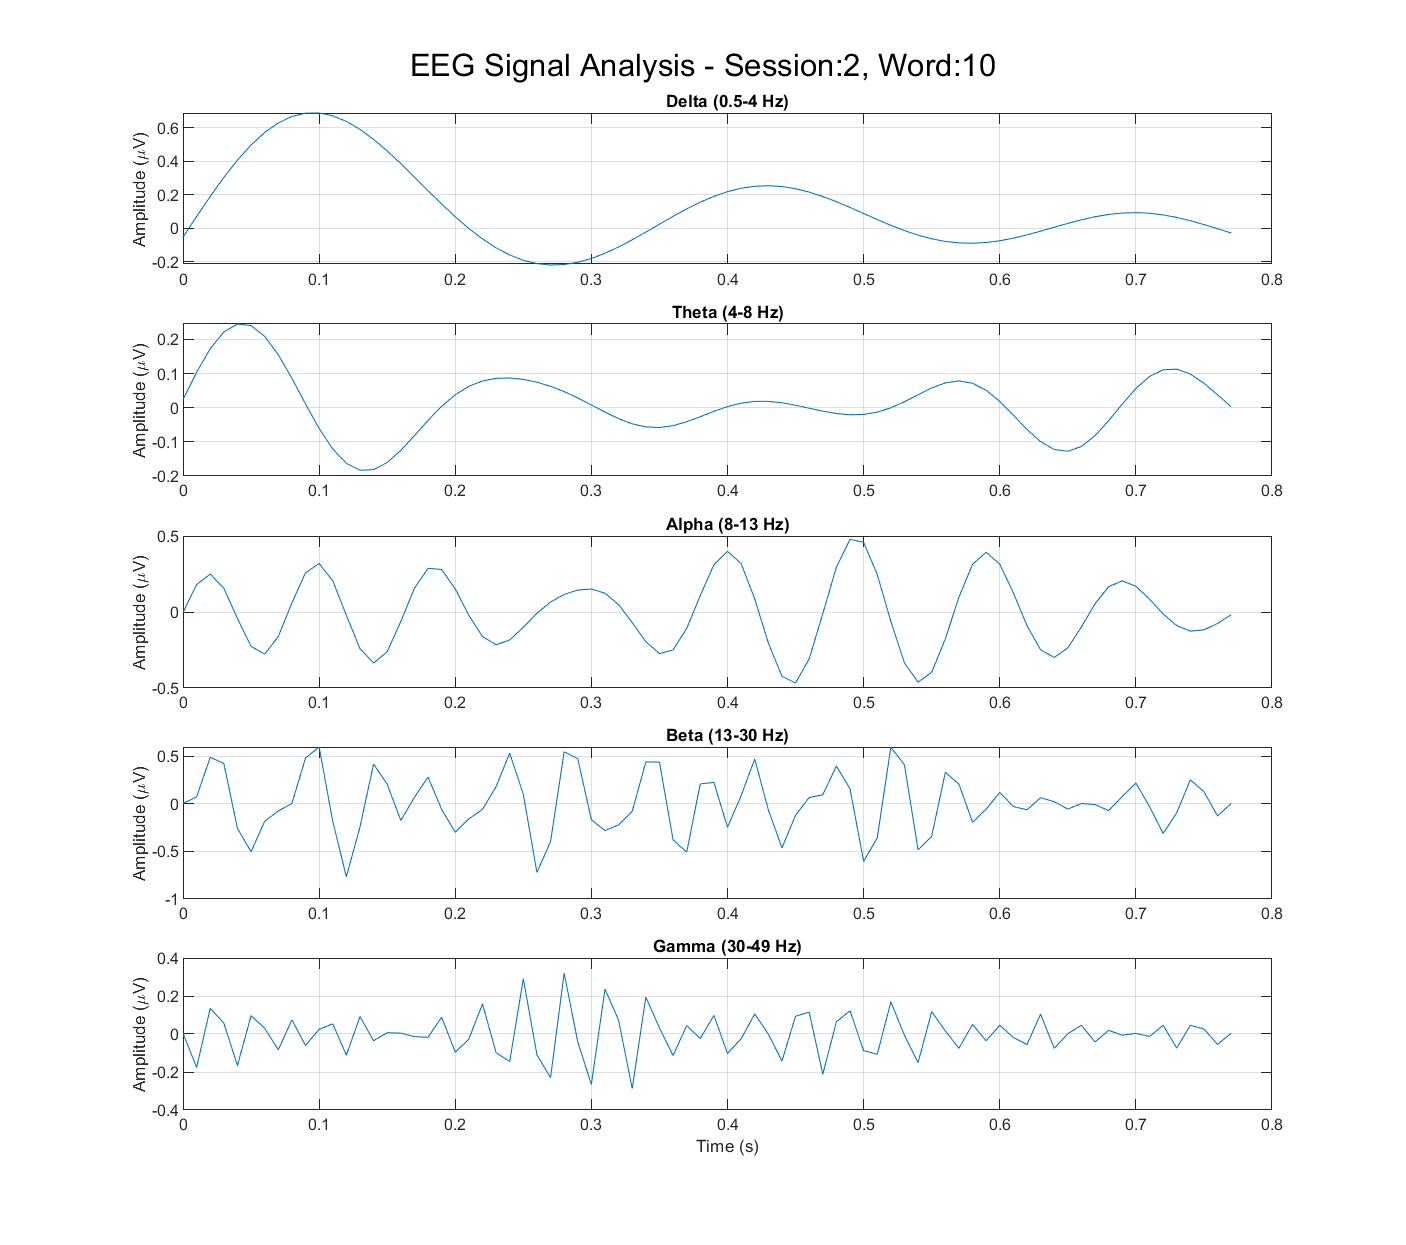 EEG Signal Analysis - Session:2, Word:10
Delta (0.5-4 Hz)
Amplitude (μV)
0.6
0.4
0.2
0
-0.2
0 0.1 0.2 0.3 0.4 0.5 0.6 0.7 0.8
Theta (4-8 Hz)
Amplitude (μV)
0.2
0.1
0
-0.1
-0.2
0 0.1 0.2 0.3 0.4 0.5 0.6 0.7 0.8
Alpha (8-13 Hz)
Amplitude (μV)
0.5
0
-0.5
0 0.1 0.2 0.3 0.4 0.5 0.6 0.7 0.8
Beta (13-30 Hz)
Amplitude (μV)
0.5
0
-0.5
-1
0 0.1 0.2 0.3 0.4 0.5 0.6 0.7 0.8
Gamma (30-49 Hz)
Amplitude (μV)
0.4
0.2
0
-0.2
-0.4
0 0.1 0.2 0.3 0.4 0.5 0.6 0.7 0.8
Time (s)